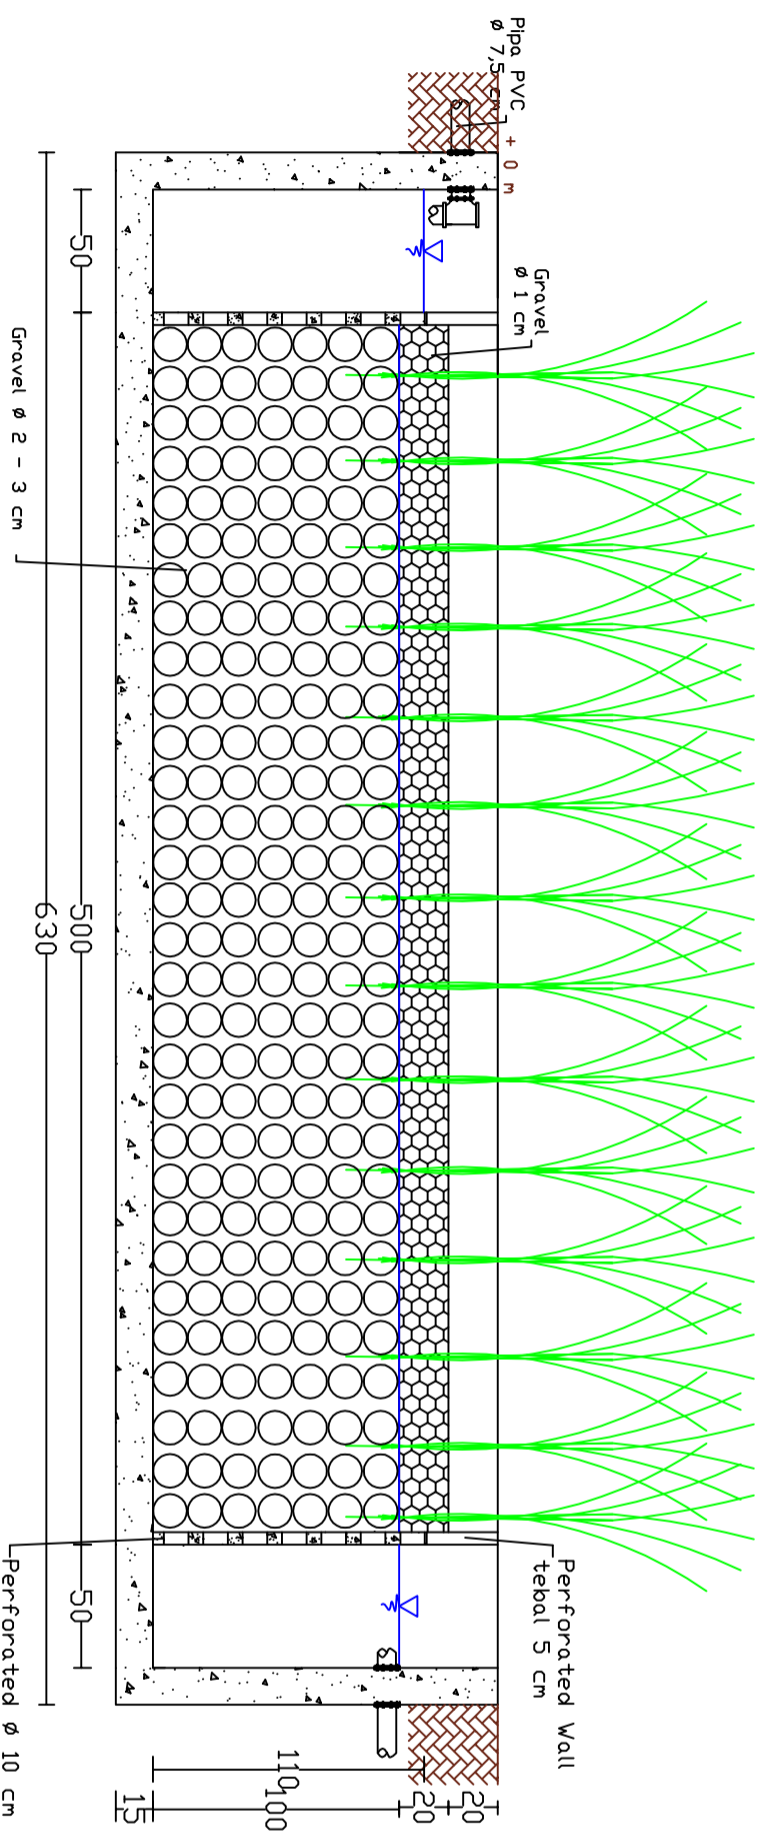 Pipa PVC
ø 7,5 cm
+ 0 m
Gravel
ø 1 cm
Perforated Wall
tebal 5 cm
20
20
100
110
15
Gravel ø 2 - 3 cm
Perforated ø 10 cm
50
500
50
630